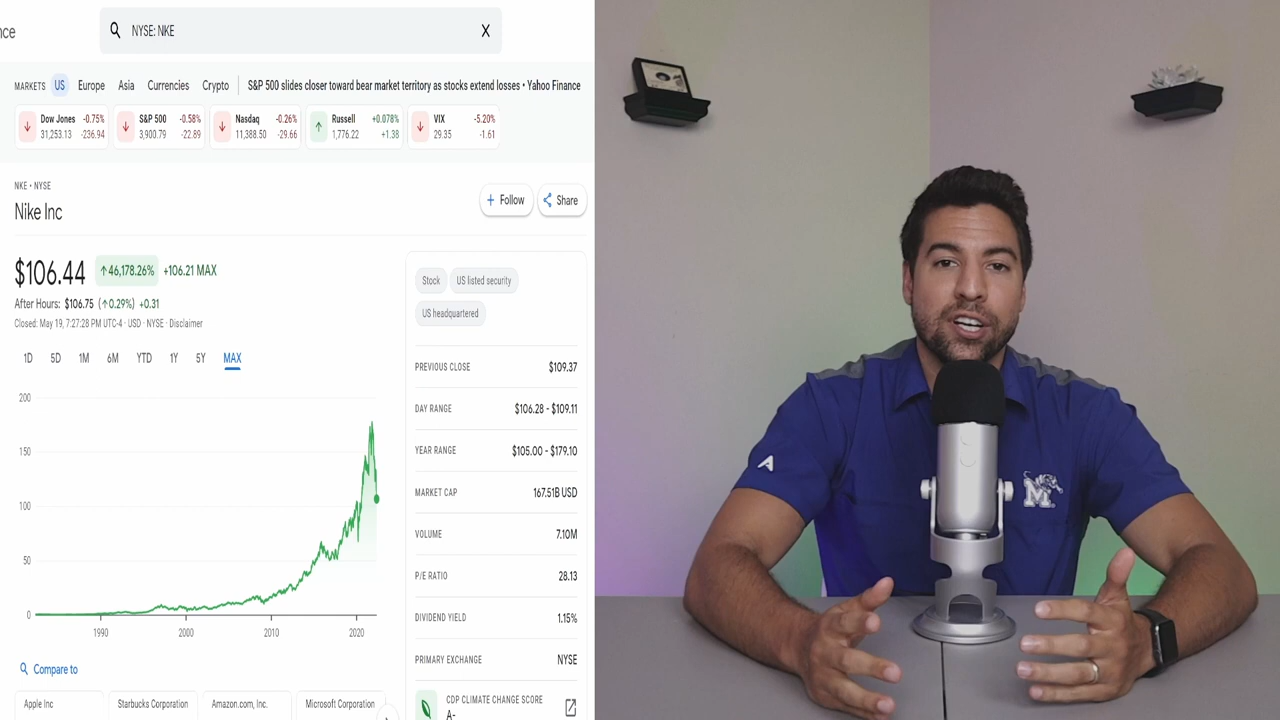 nce
NYSE: NKE
X
MARKETS US Europe Asia Currencies Crypto S&P 500 slides closer toward bear market territory as stocks extend losses • Yahoo Finance
Dow Jones -0.75%
31,253.13 -236.94
S&P 500 -0.58%
3,900.79 -22.89
Nasdaq -0.26%
11,388.50 -29.66
Russell +0.078%
1,776.22 +1.38
VIX -5.20%
29.35 -1.61
NKE • NYSE
Nike Inc
+ Follow
Share
$106.44 ↑46,178.26% +106.21 MAX
After Hours: $106.75 (↑0.29%) +0.31
Closed: May 19, 7:27:28 PM UTC-4 · USD · NYSE · Disclaimer
1D 5D 1M 6M YTD 1Y 5Y MAX
200
150
100
50
0
1990 2000 2010 2020
Compare to
Apple Inc Starbucks Corporation Amazon.com, Inc. Microsoft Corporation
Stock US listed security
US headquartered
PREVIOUS CLOSE $109.37
DAY RANGE $106.28 - $109.11
YEAR RANGE $105.00 - $179.10
MARKET CAP 167.51B USD
VOLUME 7.10M
P/E RATIO 28.13
DIVIDEND YIELD 1.15%
PRIMARY EXCHANGE NYSE
CDP CLIMATE CHANGE SCORE
A-
M